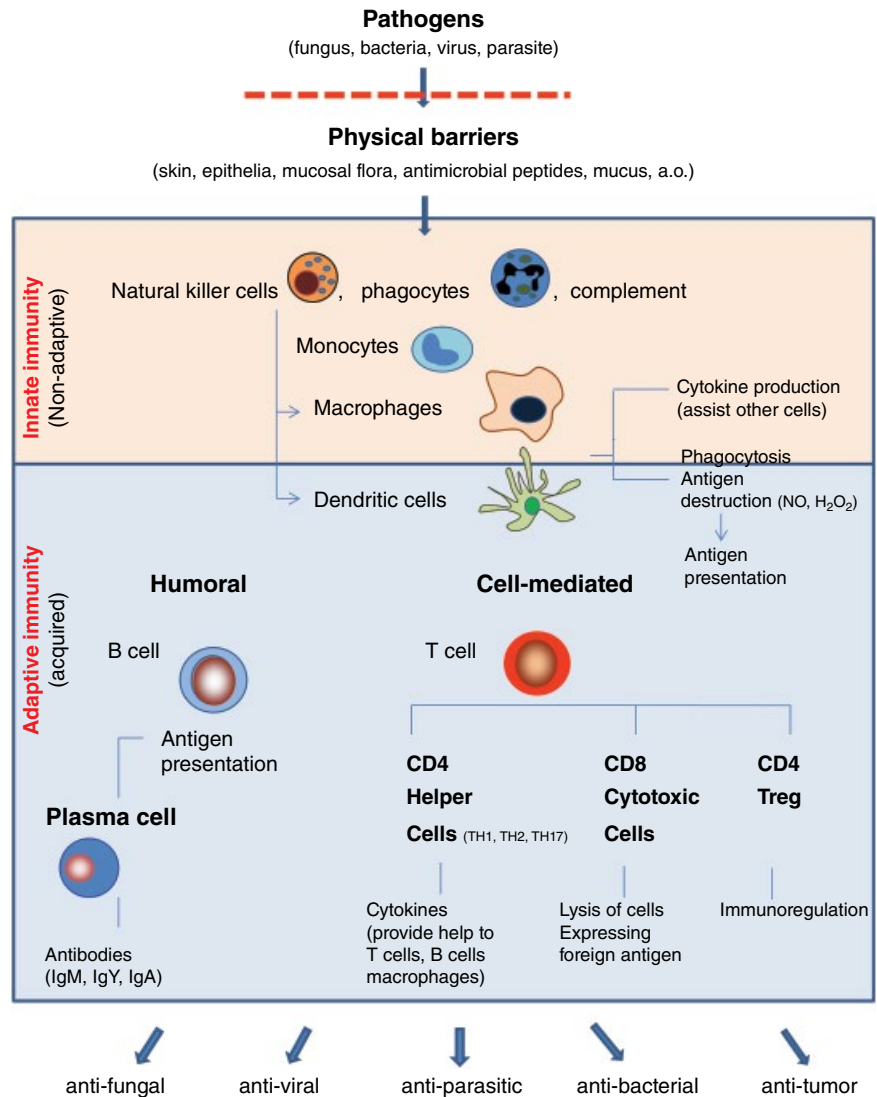 Pathogens
(fungus, bacteria, virus, parasite)
Physical barriers
(skin, epithelia, mucosal flora, antimicrobial peptides, mucus, a.o.)
Innate immunity
(Non-adaptive)
Natural killer cells , phagocytes , complement
Monocytes
Macrophages
Cytokine production
(assist other cells)
Phagocytosis
Antigen
destruction (NO, H₂O₂)
Dendritic cells
Antigen
presentation
Adaptive immunity
(acquired)
Humoral
Cell-mediated
B cell
T cell
Antigen
presentation
Plasma cell
CD4
Helper
Cells (TH1, TH2, TH17)
CD8
Cytotoxic
Cells
CD4
Treg
Antibodies
(IgM, IgY, IgA)
Cytokines
(provide help to
T cells, B cells
macrophages)
Lysis of cells
Expressing
foreign antigen
Immunoregulation
anti-fungal
anti-viral
anti-parasitic
anti-bacterial
anti-tumor